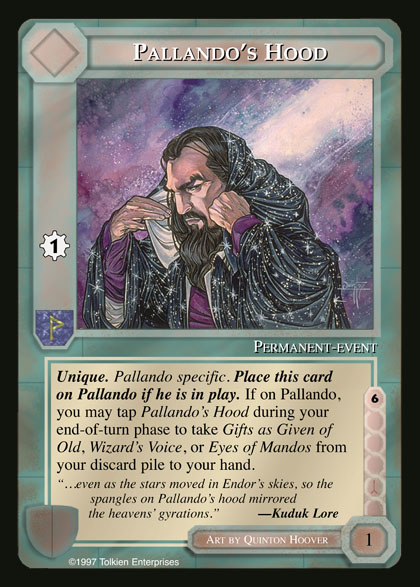 Pallando's Hood
1
Permanent-event
Unique. Pallando specific. Place this card
on Pallando if he is in play. If on Pallando,
you may tap Pallando's Hood during your
end-of-turn phase to take Gifts as Given of
Old, Wizard's Voice, or Eyes of Mandos from
your discard pile to your hand.
"…even as the stars moved in Endor's skies, so the
spangles on Pallando's hood mirrored
the heavens' gyrations." —Kuduk Lore
6
Art by Quinton Hoover
1
©1997 Tolkien Enterprises